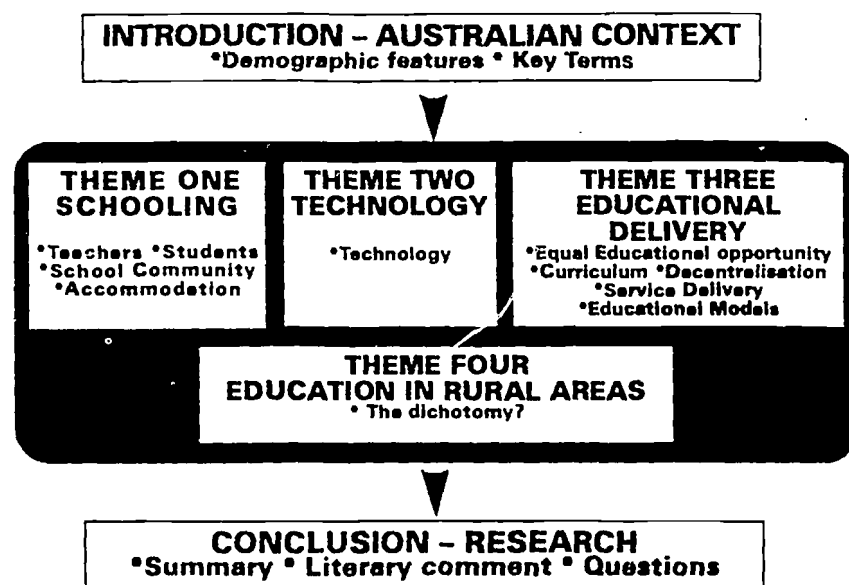 INTRODUCTION – AUSTRALIAN CONTEXT
*Demographic features * Key Terms
THEME ONE
SCHOOLING
*Teachers *Students
*School Community
*Accommodation
THEME TWO
TECHNOLOGY
*Technology
THEME THREE
EDUCATIONAL
DELIVERY
*Equal Educational opportunity
*Curriculum *Decentralisation
*Service Delivery
*Educational Models
THEME FOUR
EDUCATION IN RURAL AREAS
* The dichotomy?
CONCLUSION – RESEARCH
*Summary * Literary comment * Questions